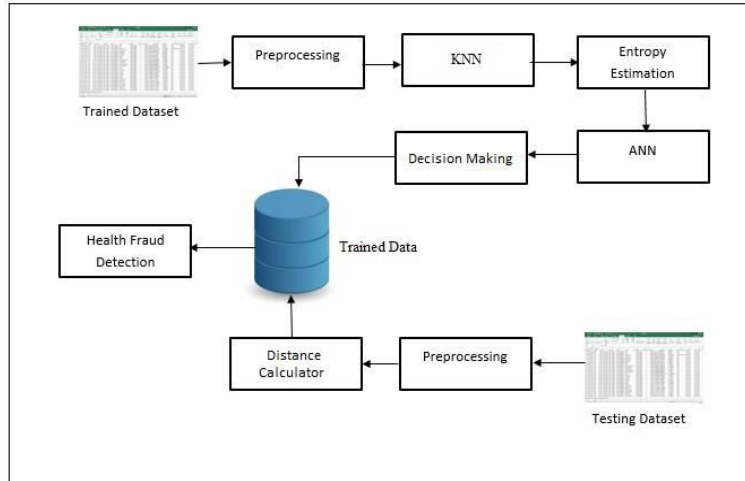 Preprocessing
KNN
Entropy
Estimation
Trained Dataset
Decision Making
ANN
Health Fraud
Detection
Trained Data
Distance
Calculator
Preprocessing
Testing Dataset